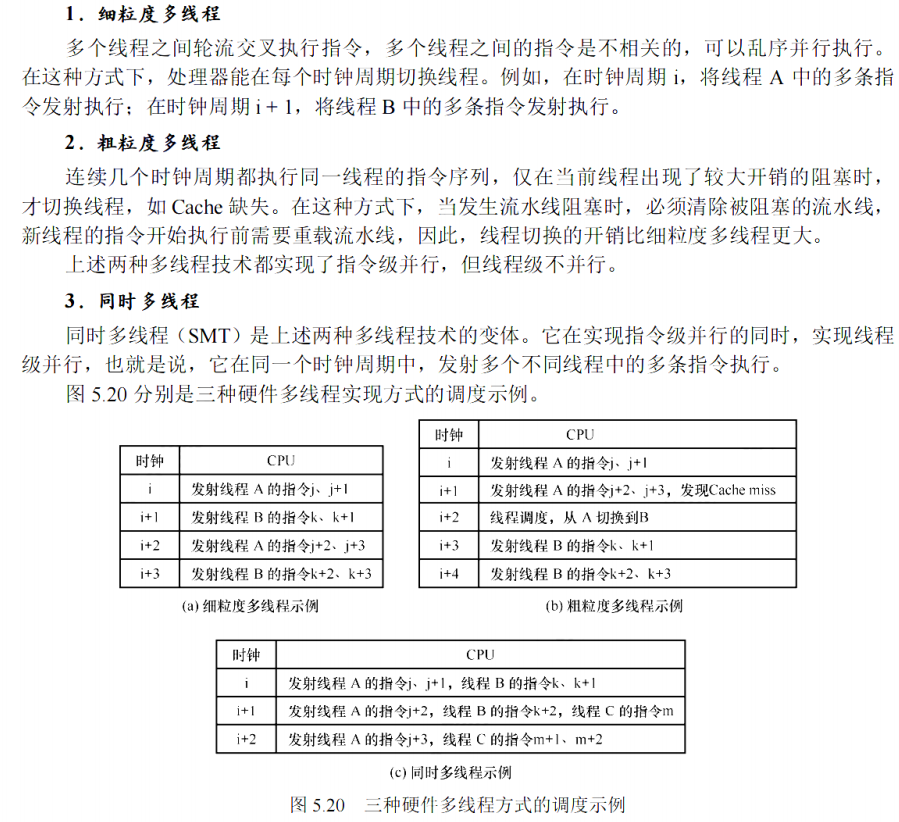 1．细粒度多线程
多个线程之间轮流交叉执行指令，多个线程之间的指令是不相关的，可以乱序并行执行。
在这种方式下，处理器能在每个时钟周期切换线程。例如，在时钟周期 i，将线程 A 中的多条指
令发射执行；在时钟周期 i + 1，将线程 B 中的多条指令发射执行。
2．粗粒度多线程
连续几个时钟周期都执行同一线程的指令序列，仅在当前线程出现了较大开销的阻塞时，
才切换线程，如 Cache 缺失。在这种方式下，当发生流水线阻塞时，必须清除被阻塞的流水线，
新线程的指令开始执行前需要重载流水线，因此，线程切换的开销比细粒度多线程更大。
上述两种多线程技术都实现了指令级并行，但线程级不并行。
3．同时多线程
同时多线程（SMT）是上述两种多线程技术的变体。它在实现指令级并行的同时，实现线程
级并行，也就是说，它在同一个时钟周期中，发射多个不同线程中的多条指令执行。
图 5.20 分别是三种硬件多线程实现方式的调度示例。
时钟 CPU
i 发射线程 A 的指令j、j+1
i+1 发射线程 B 的指令k、k+1
i+2 发射线程 A 的指令j+2、j+3
i+3 发射线程 B 的指令k+2、k+3
(a) 细粒度多线程示例
时钟 CPU
i 发射线程 A 的指令j、j+1
i+1 发射线程 A 的指令j+2、j+3，发现Cache miss
i+2 线程调度，从 A 切换到B
i+3 发射线程 B 的指令k、k+1
i+4 发射线程 B 的指令k+2、k+3
(b) 粗粒度多线程示例
时钟 CPU
i 发射线程 A 的指令j、j+1，线程 B 的指令k、k+1
i+1 发射线程 A 的指令j+2，线程 B 的指令k+2，线程 C 的指令m
i+2 发射线程 A 的指令j+3，线程 C 的指令m+1、m+2
(c) 同时多线程示例
图 5.20 三种硬件多线程方式的调度示例